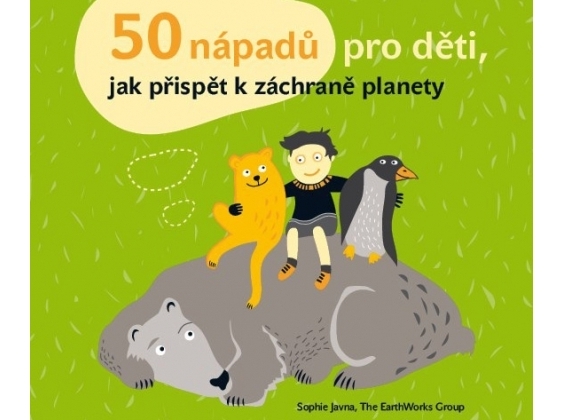 50 nápadů pro děti,
jak přispět k záchraně planety
Sophie Javna, The EarthWorks Group